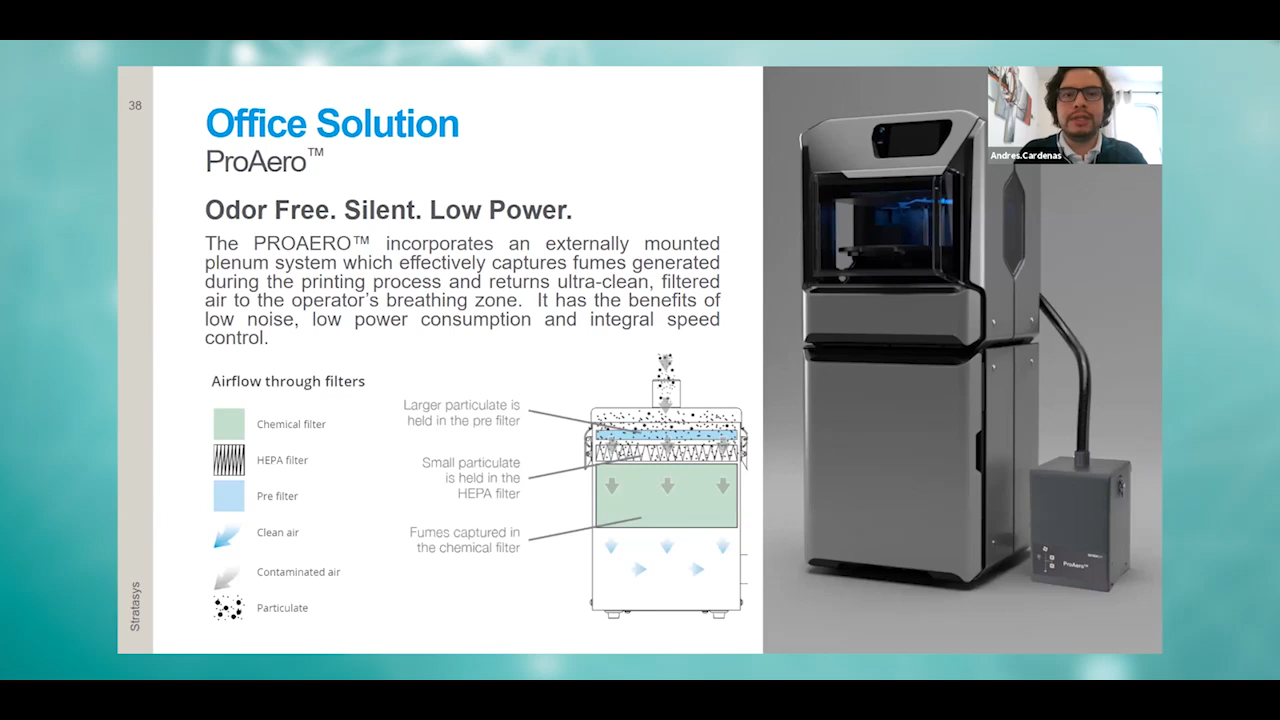 38
Office Solution
ProAero™
Odor Free. Silent. Low Power.
The PROAERO™ incorporates an externally mounted
plenum system which effectively captures fumes generated
during the printing process and returns ultra-clean, filtered
air to the operator's breathing zone. It has the benefits of
low noise, low power consumption and integral speed
control.
Airflow through filters
Chemical filter
HEPA filter
Pre filter
Clean air
Contaminated air
Particulate
Larger particulate is
held in the pre filter
Small particulate
is held in the
HEPA filter
Fumes captured in
the chemical filter
Stratasys
Andres.Cardenas
ProAero™